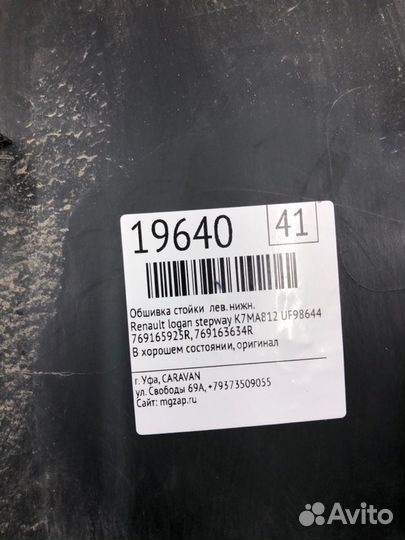 19640 41
Обшивка стойки лев. нижн.
Renault logan stepway K7MA812 UF98644
769165925R, 769163634R
В хорошем состоянии, оригинал
г. Уфа, CARAVAN
ул. Свободы 69А, +79373509055
Сайт: mgzap.ru
Avito